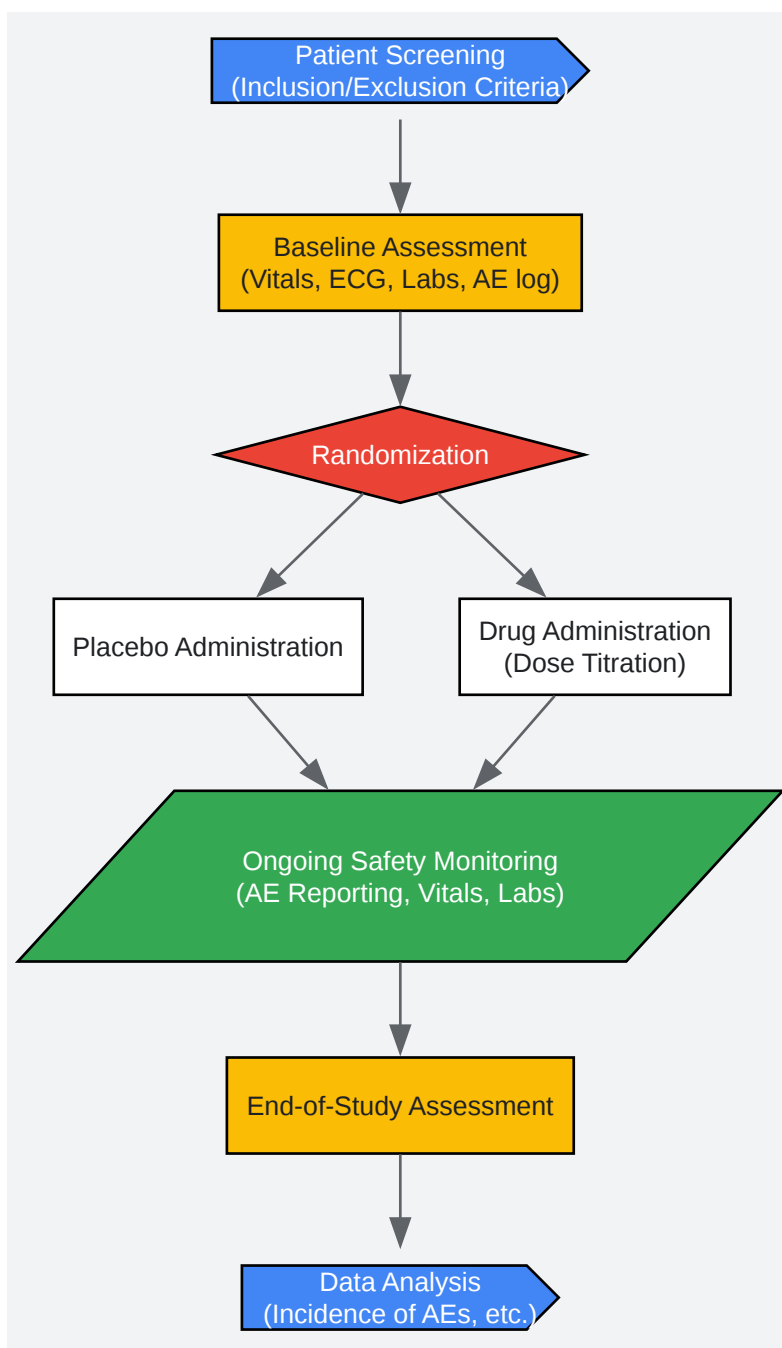 Patient Screening
(Inclusion/Exclusion Criteria)
Baseline Assessment
(Vitals, ECG, Labs, AE log)
Randomization
Placebo Administration
Drug Administration
(Dose Titration)
Ongoing Safety Monitoring
(AE Reporting, Vitals, Labs)
End-of-Study Assessment
Data Analysis
(Incidence of AEs, etc.)